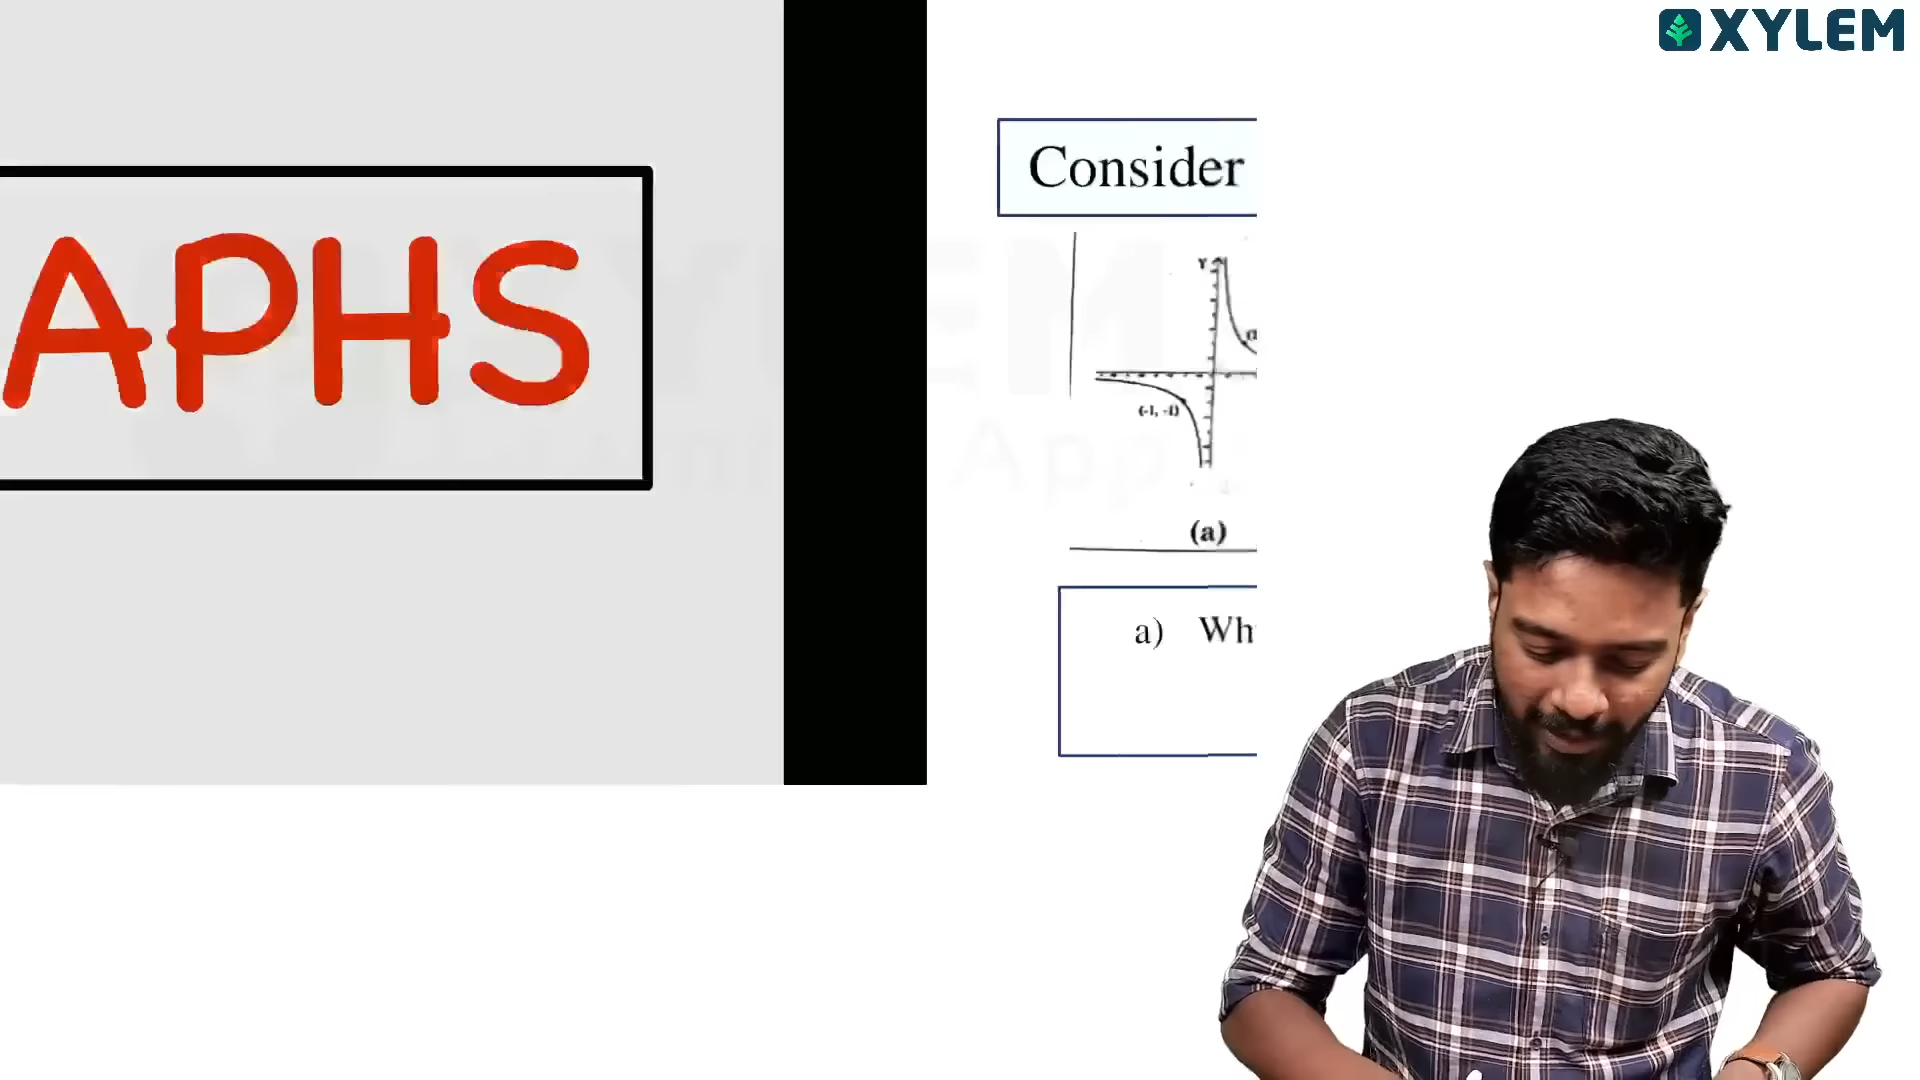 XYLEM
APHS
Consider
Y
(-1, -1)
(a)
a) Wh